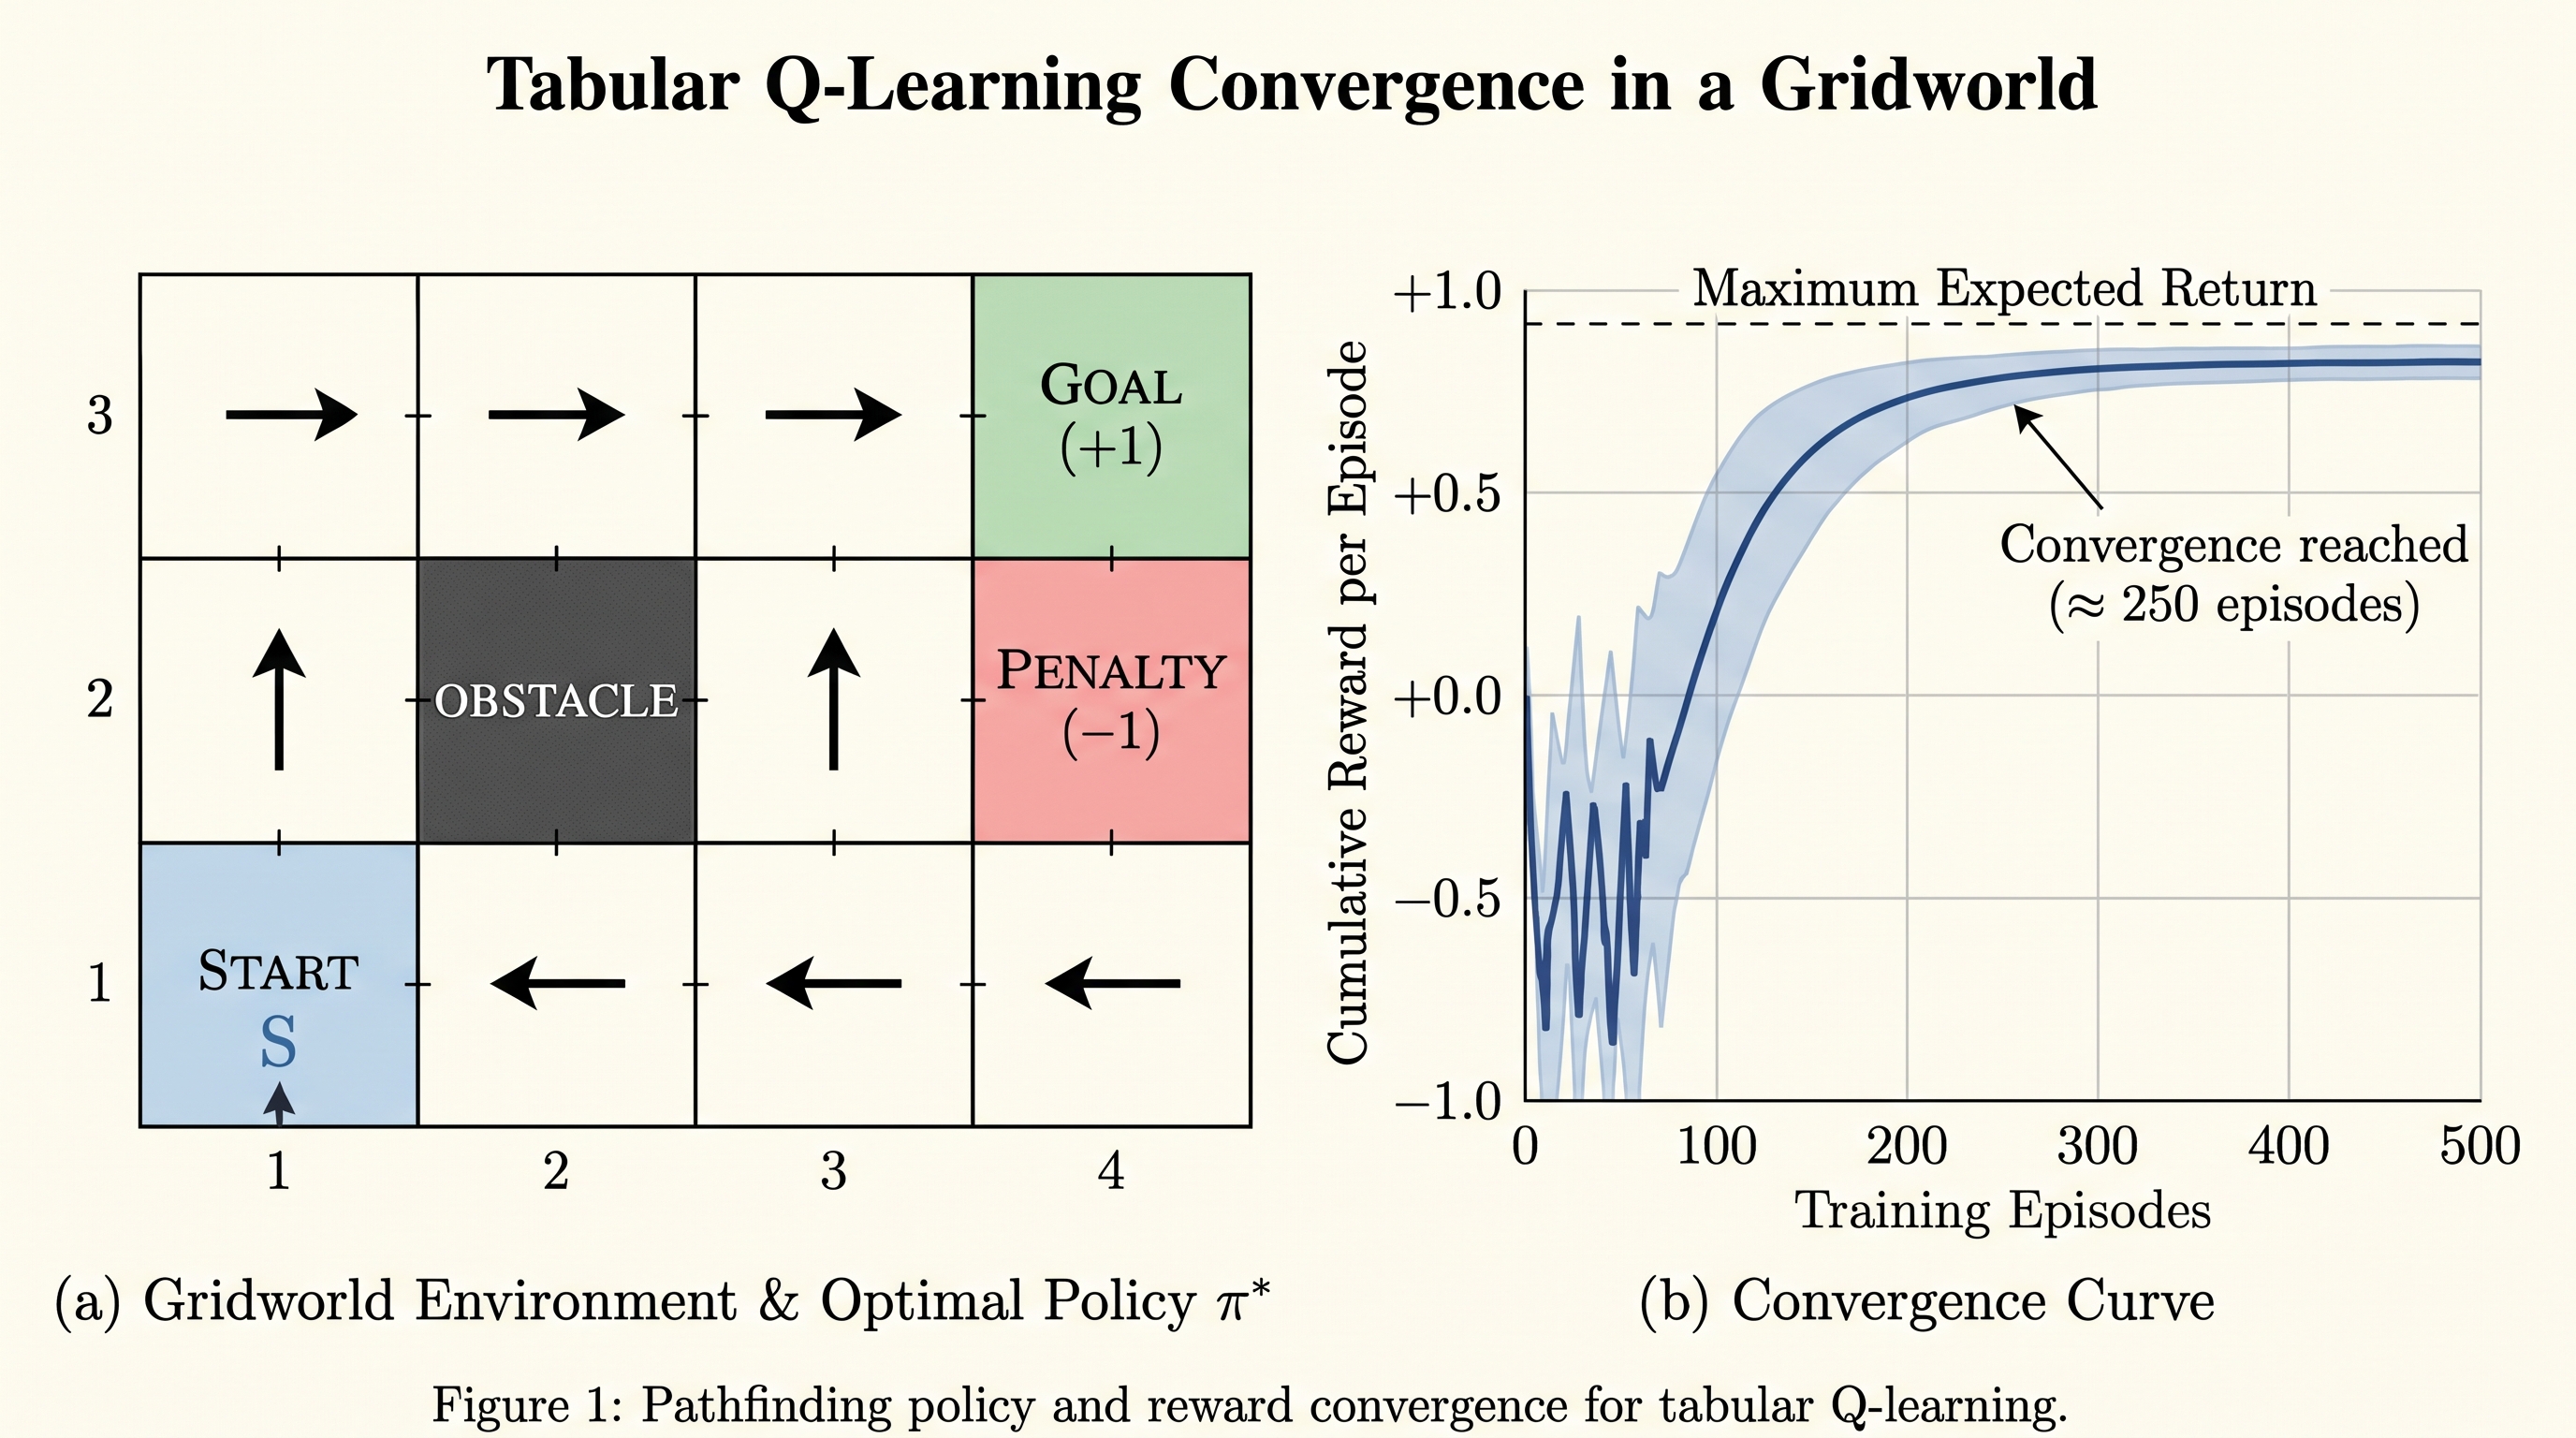 Tabular Q-Learning Convergence in a Gridworld
3
2
1
GOAL
(+1)
OBSTACLE
PENALTY
(−1)
START
S
1 2 3 4
(a) Gridworld Environment & Optimal Policy π*
Cumulative Reward per Episode
+1.0
+0.5
+0.0
−0.5
−1.0
Maximum Expected Return
Convergence reached
(≈ 250 episodes)
0 100 200 300 400 500
Training Episodes
(b) Convergence Curve
Figure 1: Pathfinding policy and reward convergence for tabular Q-learning.